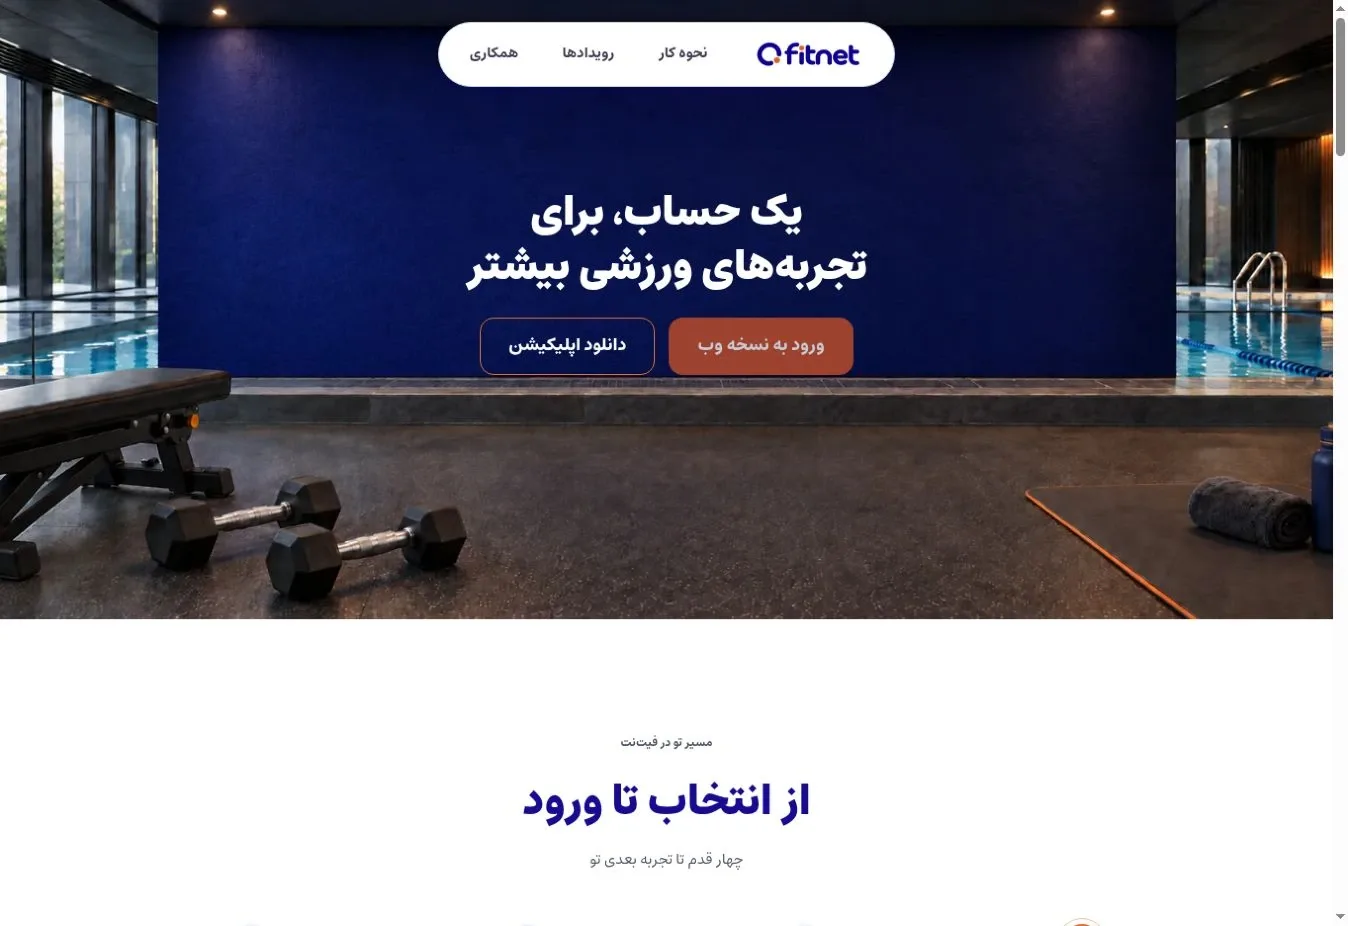 fitnet
نحوه کار
رویدادها
همکاری
یک حساب، برای
تجربه‌های ورزشی بیشتر
ورود به نسخه وب
دانلود اپلیکیشن
مسیر تو در فیت‌نت
از انتخاب تا ورود
چهار قدم تا تجربه بعدی تو